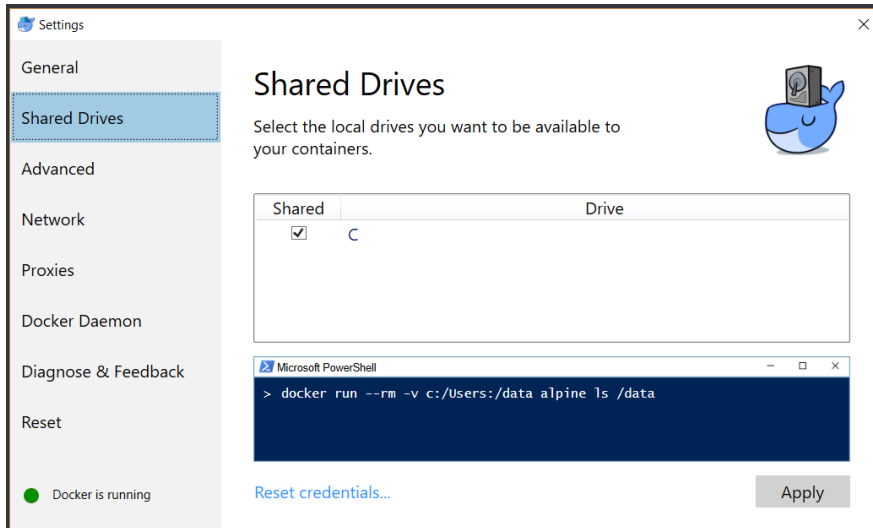 Settings
General
Shared Drives
Advanced
Network
Proxies
Docker Daemon
Diagnose & Feedback
Reset
Docker is running
Shared Drives
Select the local drives you want to be available to
your containers.
Shared Drive
C
Microsoft PowerShell
> docker run --rm -v c:/Users:/data alpine ls /data
Reset credentials...
Apply